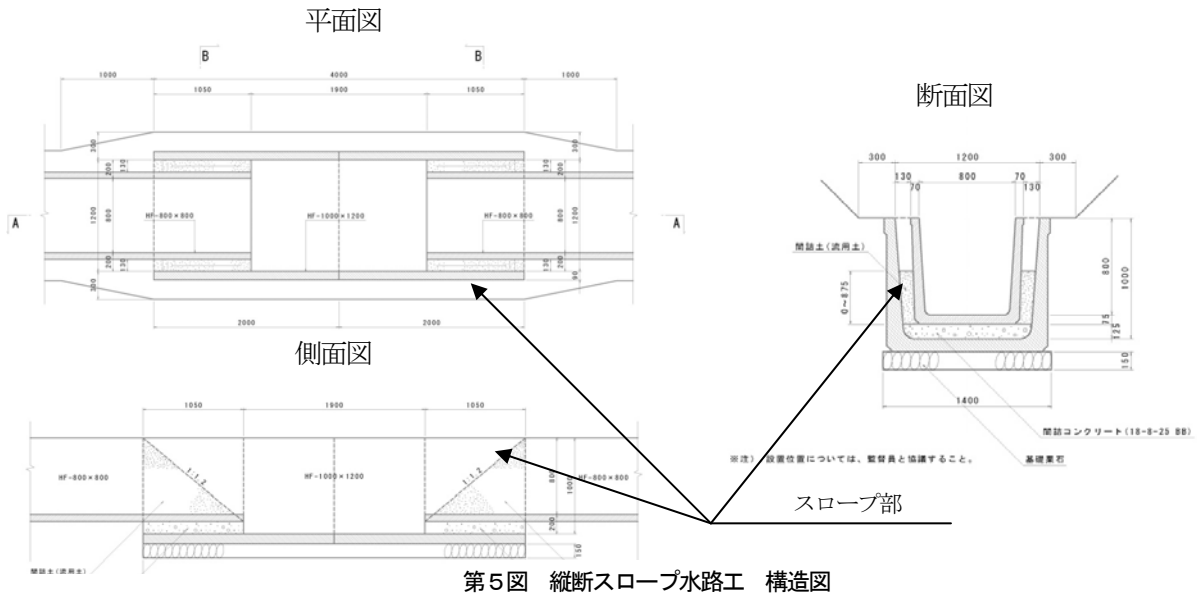 平面図
B
B
1000
4000
1000
1050
1900
1050
300
200
130
1200
800
200
130
300
A
HF-800×800
HF-1000×1200
HF-800×800
A
300
130
200
800
1200
130
200
90
300
2000
2000
断面図
300
1200
300
130
800
130
70
70
間詰土(流用土)
0~875
800
1000
75
125
150
1400
間詰コンクリート(18-8-25 BB)
基礎栗石
※注) 設置位置については、監督員と協議すること。
側面図
1050
1900
1050
HF-800×800
1:1.2
HF-1000×1200
1:1.2
HF-800×800
800
1000
200
150
間詰土(流用土)
スロープ部
第5図 縦断スロープ水路工 構造図